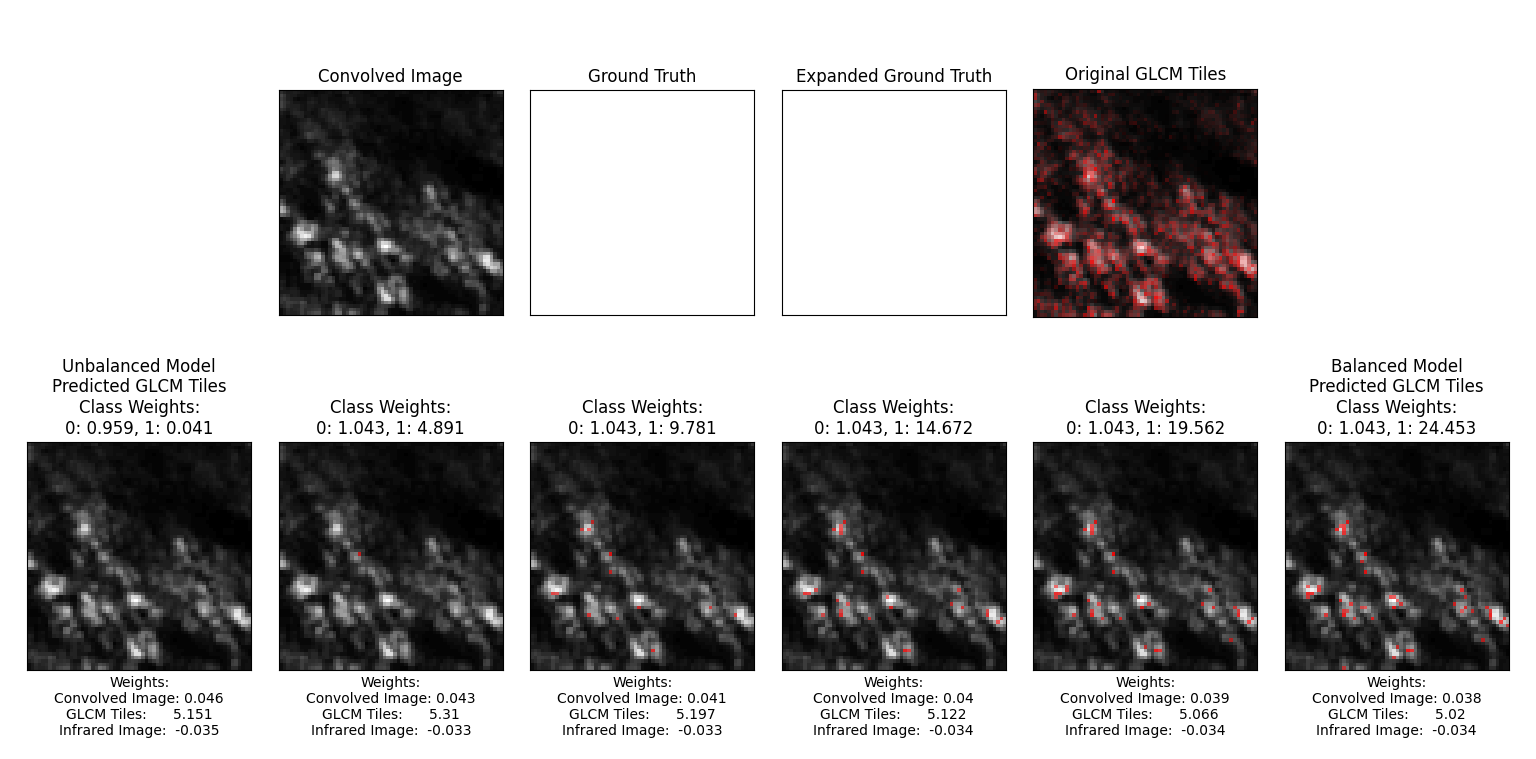 Convolved Image
Ground Truth
Expanded Ground Truth
Original GLCM Tiles
Unbalanced Model
Predicted GLCM Tiles
Class Weights:
0: 0.959, 1: 0.041
Class Weights:
0: 1.043, 1: 4.891
Class Weights:
0: 1.043, 1: 9.781
Class Weights:
0: 1.043, 1: 14.672
Class Weights:
0: 1.043, 1: 19.562
Balanced Model
Predicted GLCM Tiles
Class Weights:
0: 1.043, 1: 24.453
Weights:
Convolved Image: 0.046
GLCM Tiles: 5.151
Infrared Image: -0.035
Weights:
Convolved Image: 0.043
GLCM Tiles: 5.31
Infrared Image: -0.033
Weights:
Convolved Image: 0.041
GLCM Tiles: 5.197
Infrared Image: -0.033
Weights:
Convolved Image: 0.04
GLCM Tiles: 5.122
Infrared Image: -0.034
Weights:
Convolved Image: 0.039
GLCM Tiles: 5.066
Infrared Image: -0.034
Weights:
Convolved Image: 0.038
GLCM Tiles: 5.02
Infrared Image: -0.034